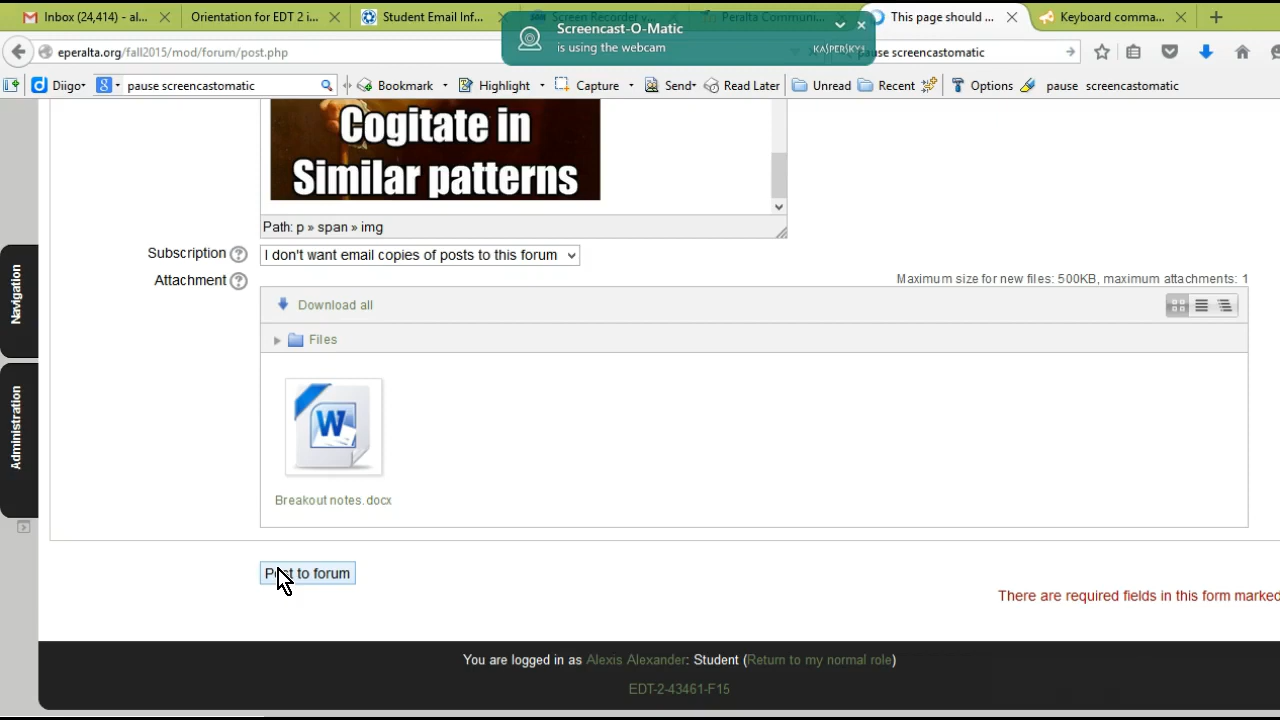 Inbox (24,414) - al...
Orientation for EDT 2 i...
Student Email Inf...
Screen Recorder
Peralta Communi...
This page should ...
Keyboard comma...
Screencast-O-Matic
is using the webcam
KASPERSKY
eperalta.org/fall2015/mod/forum/post.php
pause screencastomatic
Diigo
pause screencastomatic
Bookmark
Highlight
Capture
Send
Read Later
Unread
Recent
Options
pause
screencastomatic
Cogitate in
Similar patterns
Path: p » span » img
Subscription
I don't want email copies of posts to this forum
Attachment
Maximum size for new files: 500KB, maximum attachments: 1
Download all
Files
W
Breakout notes.docx
Navigation
Administration
Post to forum
There are required fields in this form marked
You are logged in as Alexis Alexander: Student (Return to my normal role)
EDT-2-43461-F15